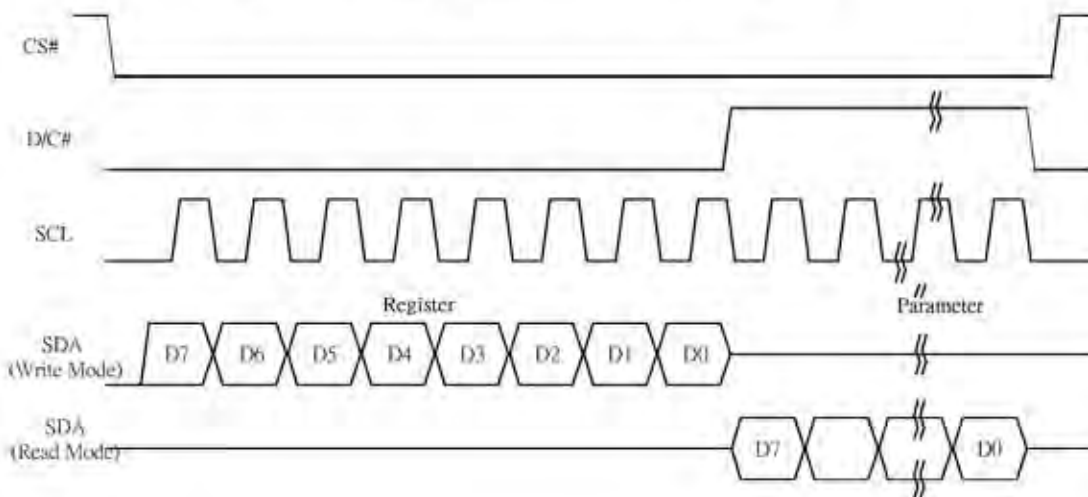 CS#
D/C#
SCL
Register Parameter
SDA
(Write Mode)
D7 D6 D5 D4 D3 D2 D1 D0
SDA
(Read Mode)
D7 D0